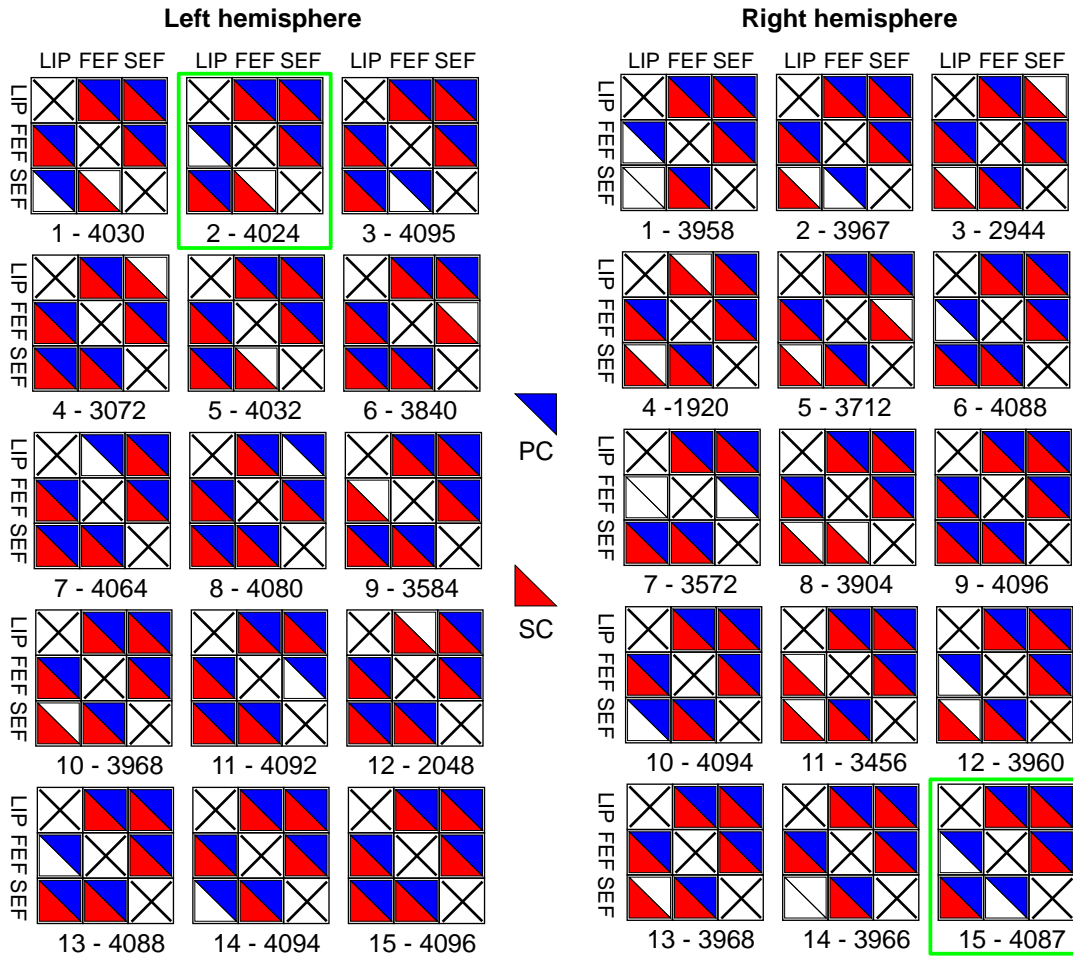 Left hemisphere
Right hemisphere
LIP FEF SEF LIP FEF SEF LIP FEF SEF
LIP FEF SEF LIP FEF SEF LIP FEF SEF
LIP FEF SEF
LIP FEF SEF
1 - 4030 2 - 4024 3 - 4095
1 - 3958 2 - 3967 3 - 2944
LIP FEF SEF
LIP FEF SEF
4 - 3072 5 - 4032 6 - 3840
4 -1920 5 - 3712 6 - 4088
PC
LIP FEF SEF
LIP FEF SEF
7 - 4064 8 - 4080 9 - 3584
7 - 3572 8 - 3904 9 - 4096
SC
LIP FEF SEF
LIP FEF SEF
10 - 3968 11 - 4092 12 - 2048
10 - 4094 11 - 3456 12 - 3960
LIP FEF SEF
LIP FEF SEF
13 - 4088 14 - 4094 15 - 4096
13 - 3968 14 - 3966 15 - 4087